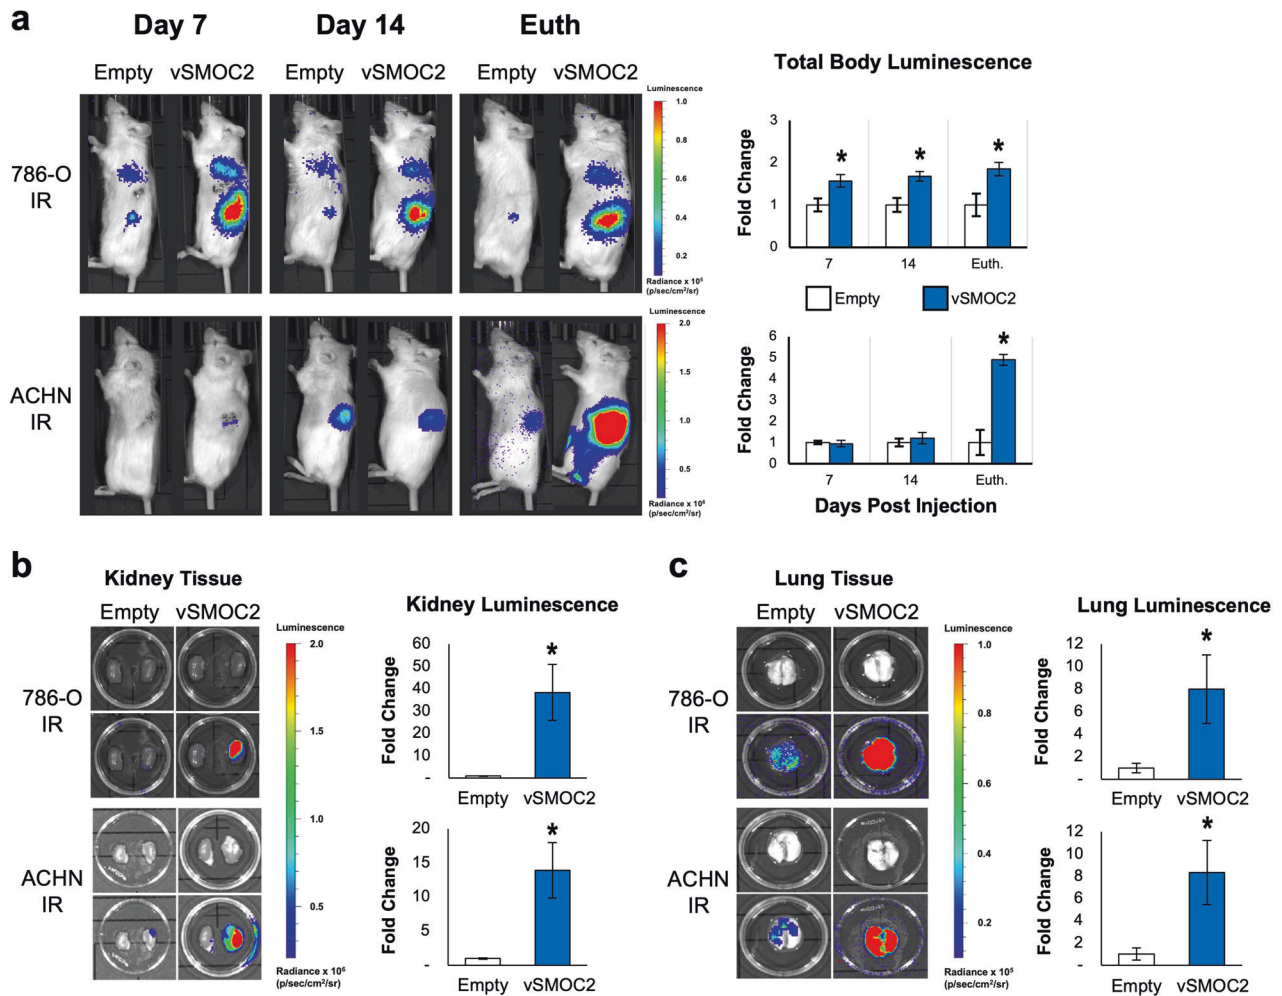 a
Day 7
Day 14
Euth
Empty vSMOC2
Empty vSMOC2
Empty vSMOC2
786-O
IR
Luminescence
1.0
0.8
0.6
0.4
0.2
Radiance x 10⁵
(p/sec/cm²/sr)
ACHN
IR
Luminescence
2.0
1.5
1.0
0.5
Radiance x 10⁶
(p/sec/cm²/sr)
Total Body Luminescence
Fold Change
3
2
1
0
* * *
7 14 Euth.
Empty vSMOC2
Fold Change
6
5
4
3
2
1
0
*
7 14 Euth.
Days Post Injection
b
Kidney Tissue
Empty vSMOC2
786-O
IR
ACHN
IR
Luminescence
2.0
1.5
1.0
0.5
Radiance x 10⁶
(p/sec/cm²/sr)
Kidney Luminescence
Fold Change
60
50
40
30
20
10
-
*
Empty vSMOC2
Fold Change
20
15
10
5
-
*
Empty vSMOC2
c
Lung Tissue
Empty vSMOC2
786-O
IR
ACHN
IR
Luminescence
1.0
0.8
0.6
0.4
0.2
Radiance x 10⁵
(p/sec/cm²/sr)
Lung Luminescence
Fold Change
12
10
8
6
4
2
-
*
Empty vSMOC2
Fold Change
12
10
8
6
4
2
-
*
Empty vSMOC2